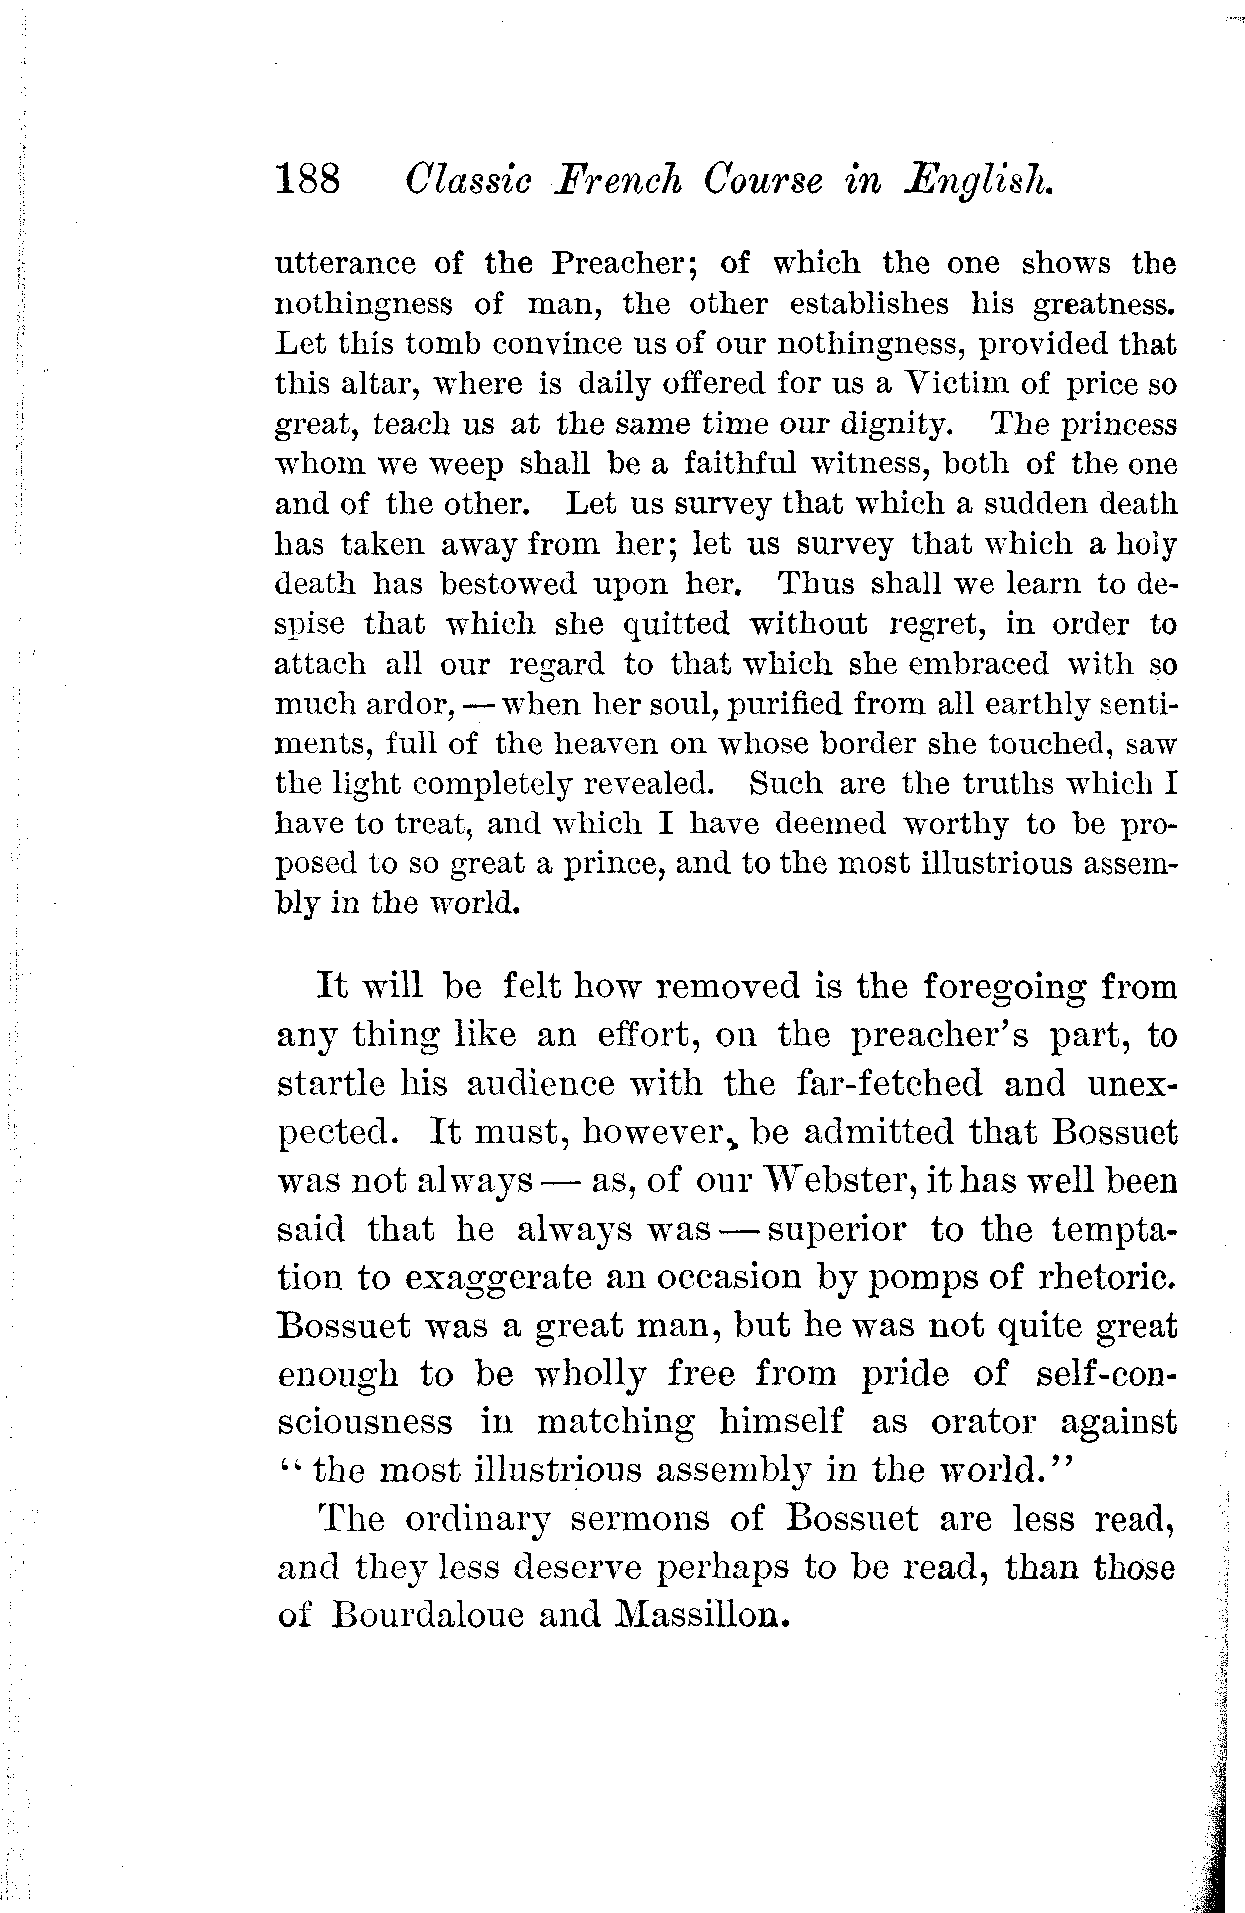 188 Classic French Course in English.
utterance of the Preacher; of which the one shows the
nothingness of man, the other establishes his greatness.
Let this tomb convince us of our nothingness, provided that
this altar, where is daily offered for us a Victim of price so
great, teach us at the same time our dignity. The princess
whom we weep shall be a faithful witness, both of the one
and of the other. Let us survey that which a sudden death
has taken away from her; let us survey that which a holy
death has bestowed upon her. Thus shall we learn to de-
spise that which she quitted without regret, in order to
attach all our regard to that which she embraced with so
much ardor, — when her soul, purified from all earthly senti-
ments, full of the heaven on whose border she touched, saw
the light completely revealed. Such are the truths which I
have to treat, and which I have deemed worthy to be pro-
posed to so great a prince, and to the most illustrious assem-
bly in the world.
It will be felt how removed is the foregoing from
any thing like an effort, on the preacher's part, to
startle his audience with the far-fetched and unex-
pected. It must, however, be admitted that Bossuet
was not always — as, of our Webster, it has well been
said that he always was — superior to the tempta-
tion to exaggerate an occasion by pomps of rhetoric.
Bossuet was a great man, but he was not quite great
enough to be wholly free from pride of self-con-
sciousness in matching himself as orator against
"the most illustrious assembly in the world."
The ordinary sermons of Bossuet are less read,
and they less deserve perhaps to be read, than those
of Bourdaloue and Massillon.